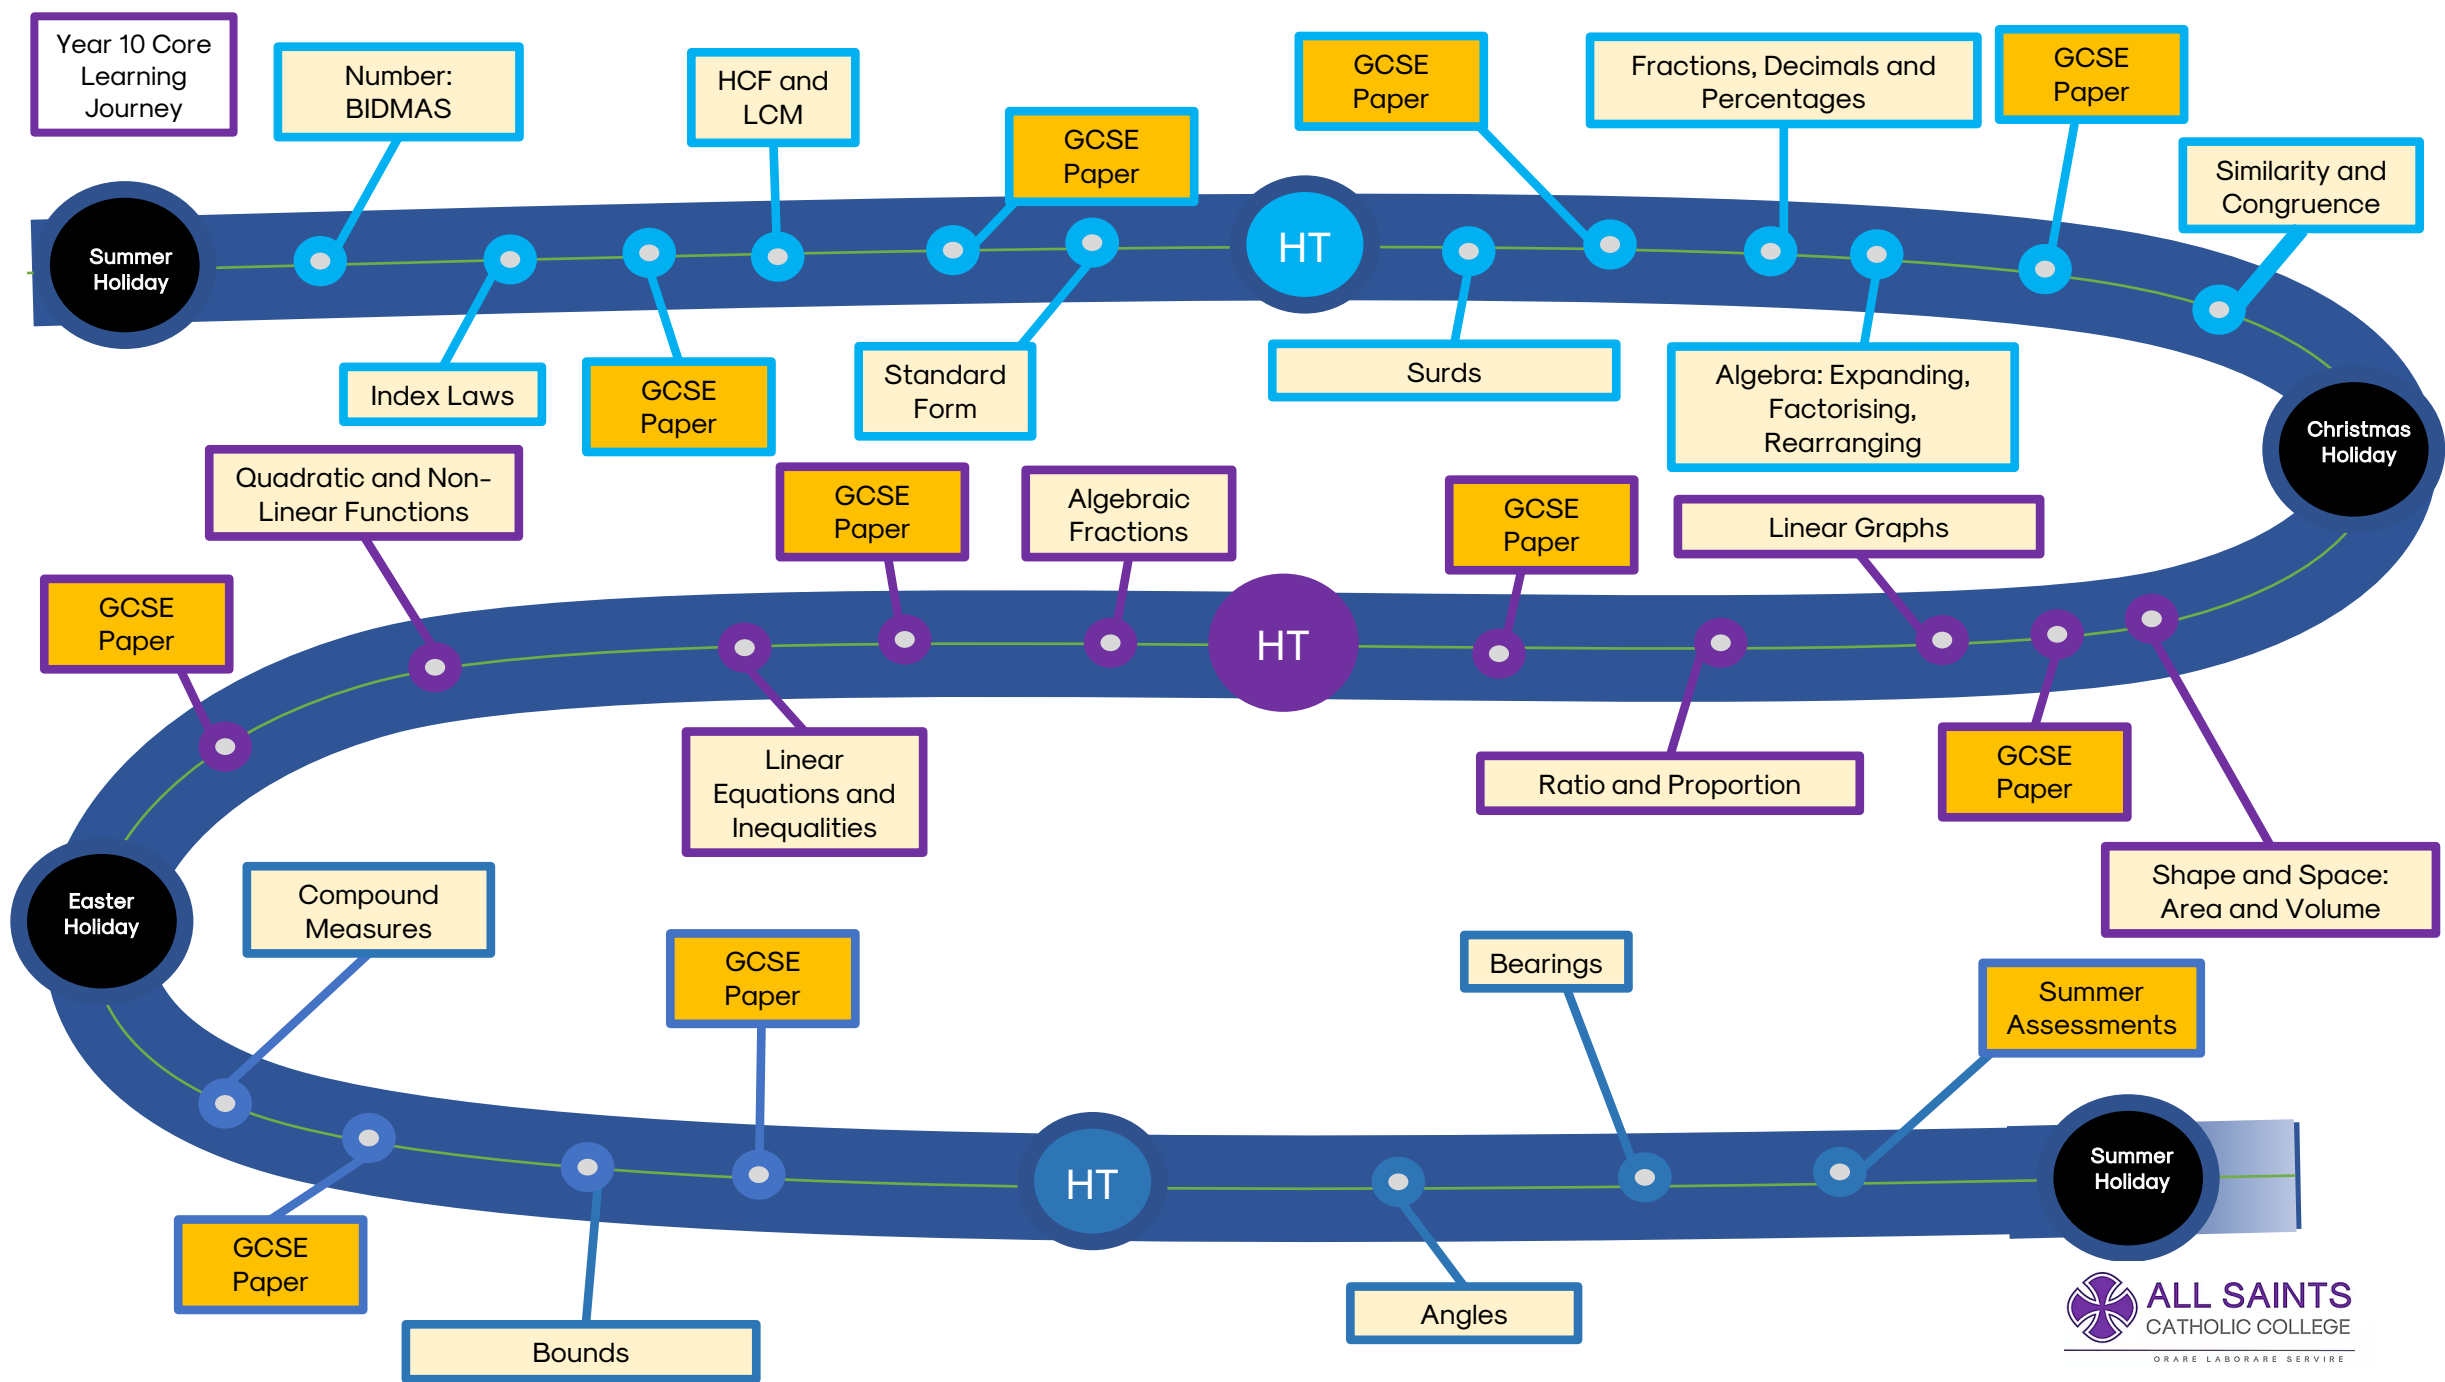 Year 10 Core
Learning
Journey
Number:
BIDMAS
HCF and
LCM
GCSE
Paper
GCSE
Paper
Fractions, Decimals and
Percentages
GCSE
Paper
Similarity and
Congruence
Summer
Holiday
HT
Index Laws
GCSE
Paper
Standard
Form
Surds
Algebra: Expanding,
Factorising,
Rearranging
Christmas
Holiday
Quadratic and Non-
Linear Functions
GCSE
Paper
Algebraic
Fractions
GCSE
Paper
Linear Graphs
GCSE
Paper
HT
Linear
Equations and
Inequalities
Ratio and Proportion
GCSE
Paper
Shape and Space:
Area and Volume
Easter
Holiday
Compound
Measures
GCSE
Paper
Bearings
Summer
Assessments
HT
Summer
Holiday
GCSE
Paper
Bounds
Angles
ALL SAINTS
CATHOLIC COLLEGE
ORARE LABORARE SERVIRE